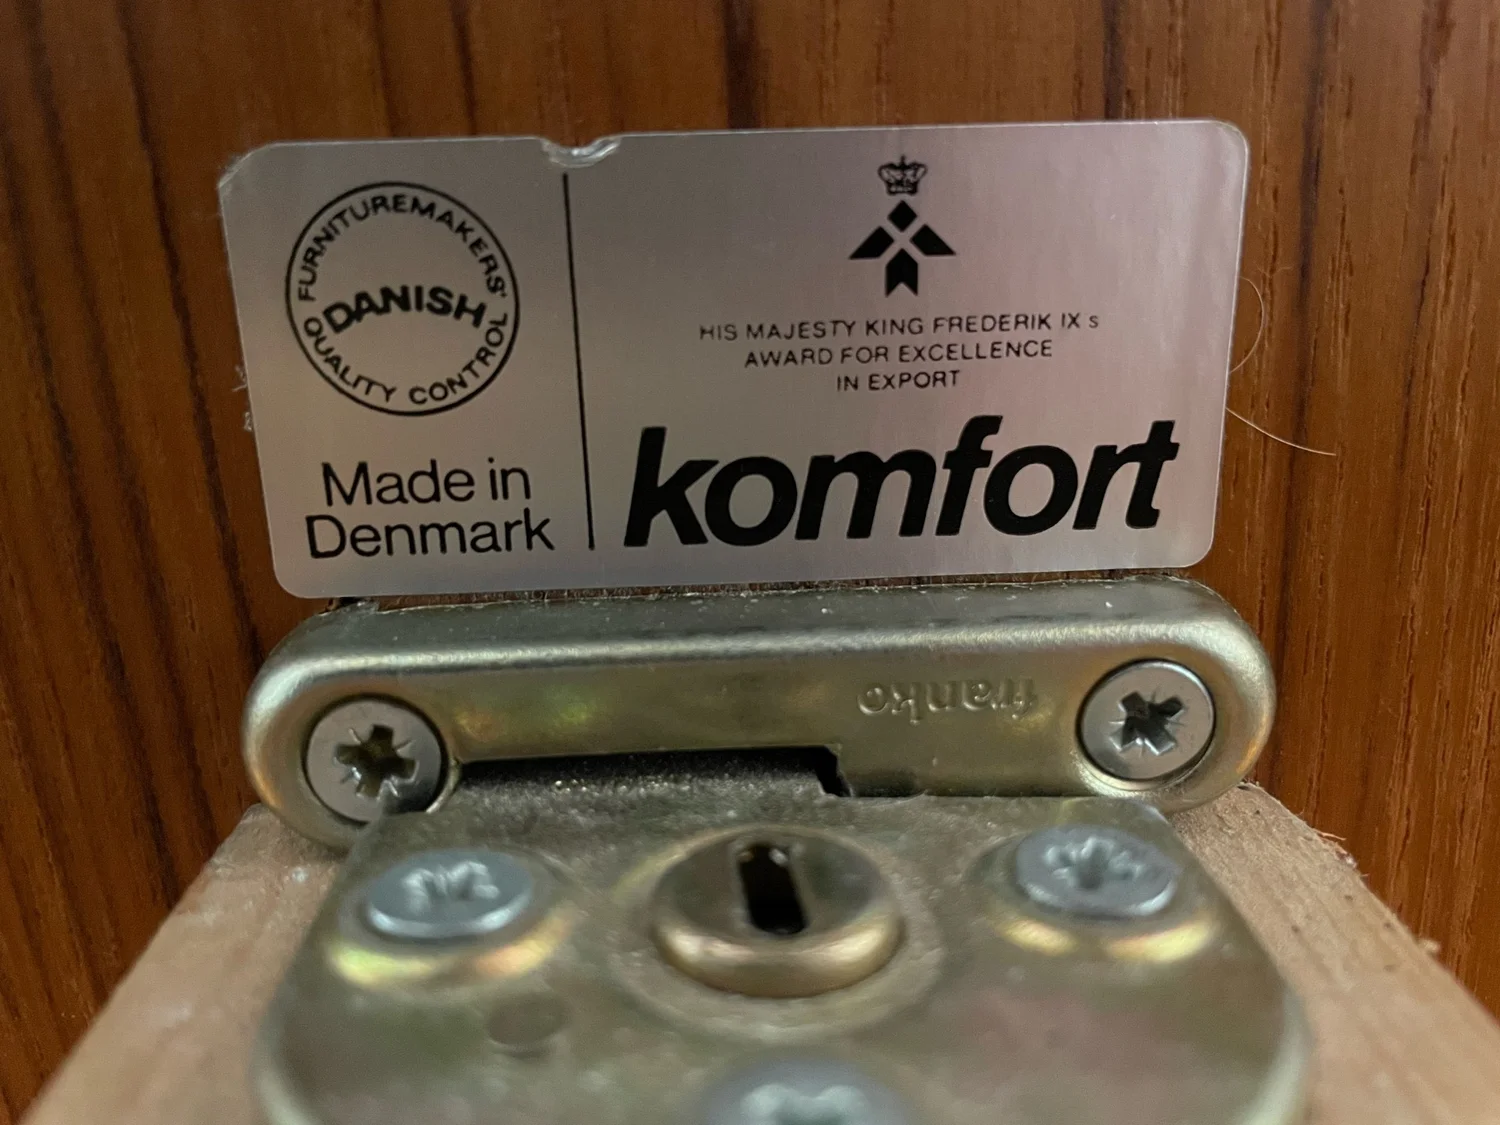 FURNITUREMAKERS'
DANISH
QUALITY CONTROL
Made in
Denmark
HIS MAJESTY KING FREDERIK IX s
AWARD FOR EXCELLENCE
IN EXPORT
komfort
franko